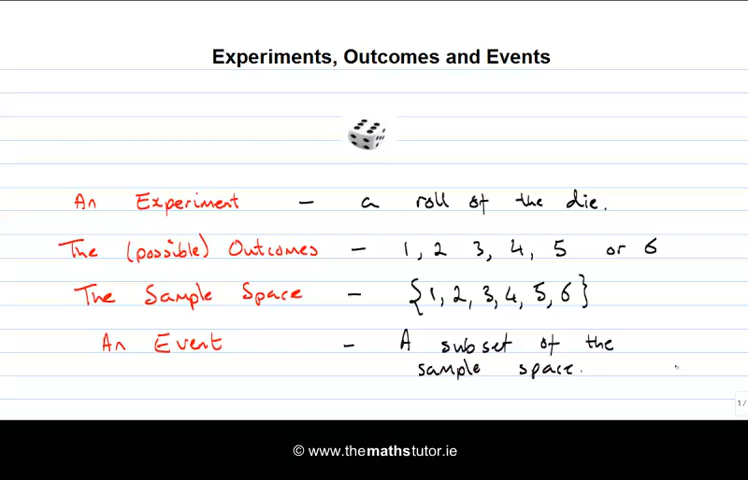 Experiments, Outcomes and Events
An Experiment - a roll of the die.
The (possible) Outcomes - 1, 2 3, 4, 5 or 6
The Sample Space - {1, 2, 3, 4, 5, 6}
An Event - A subset of the
sample space.
1/
© www.themathstutor.ie